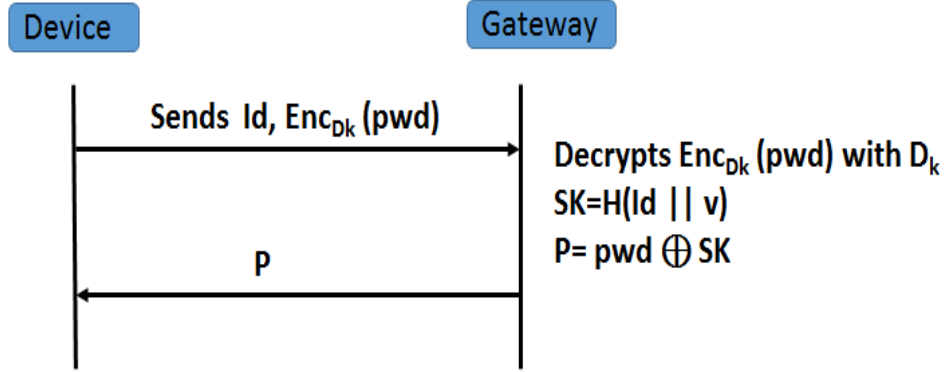 Device
Gateway
Sends Id, EncDk (pwd)
Decrypts EncDk (pwd) with Dk
SK=H(Id || v)
P= pwd ⨁ SK
P